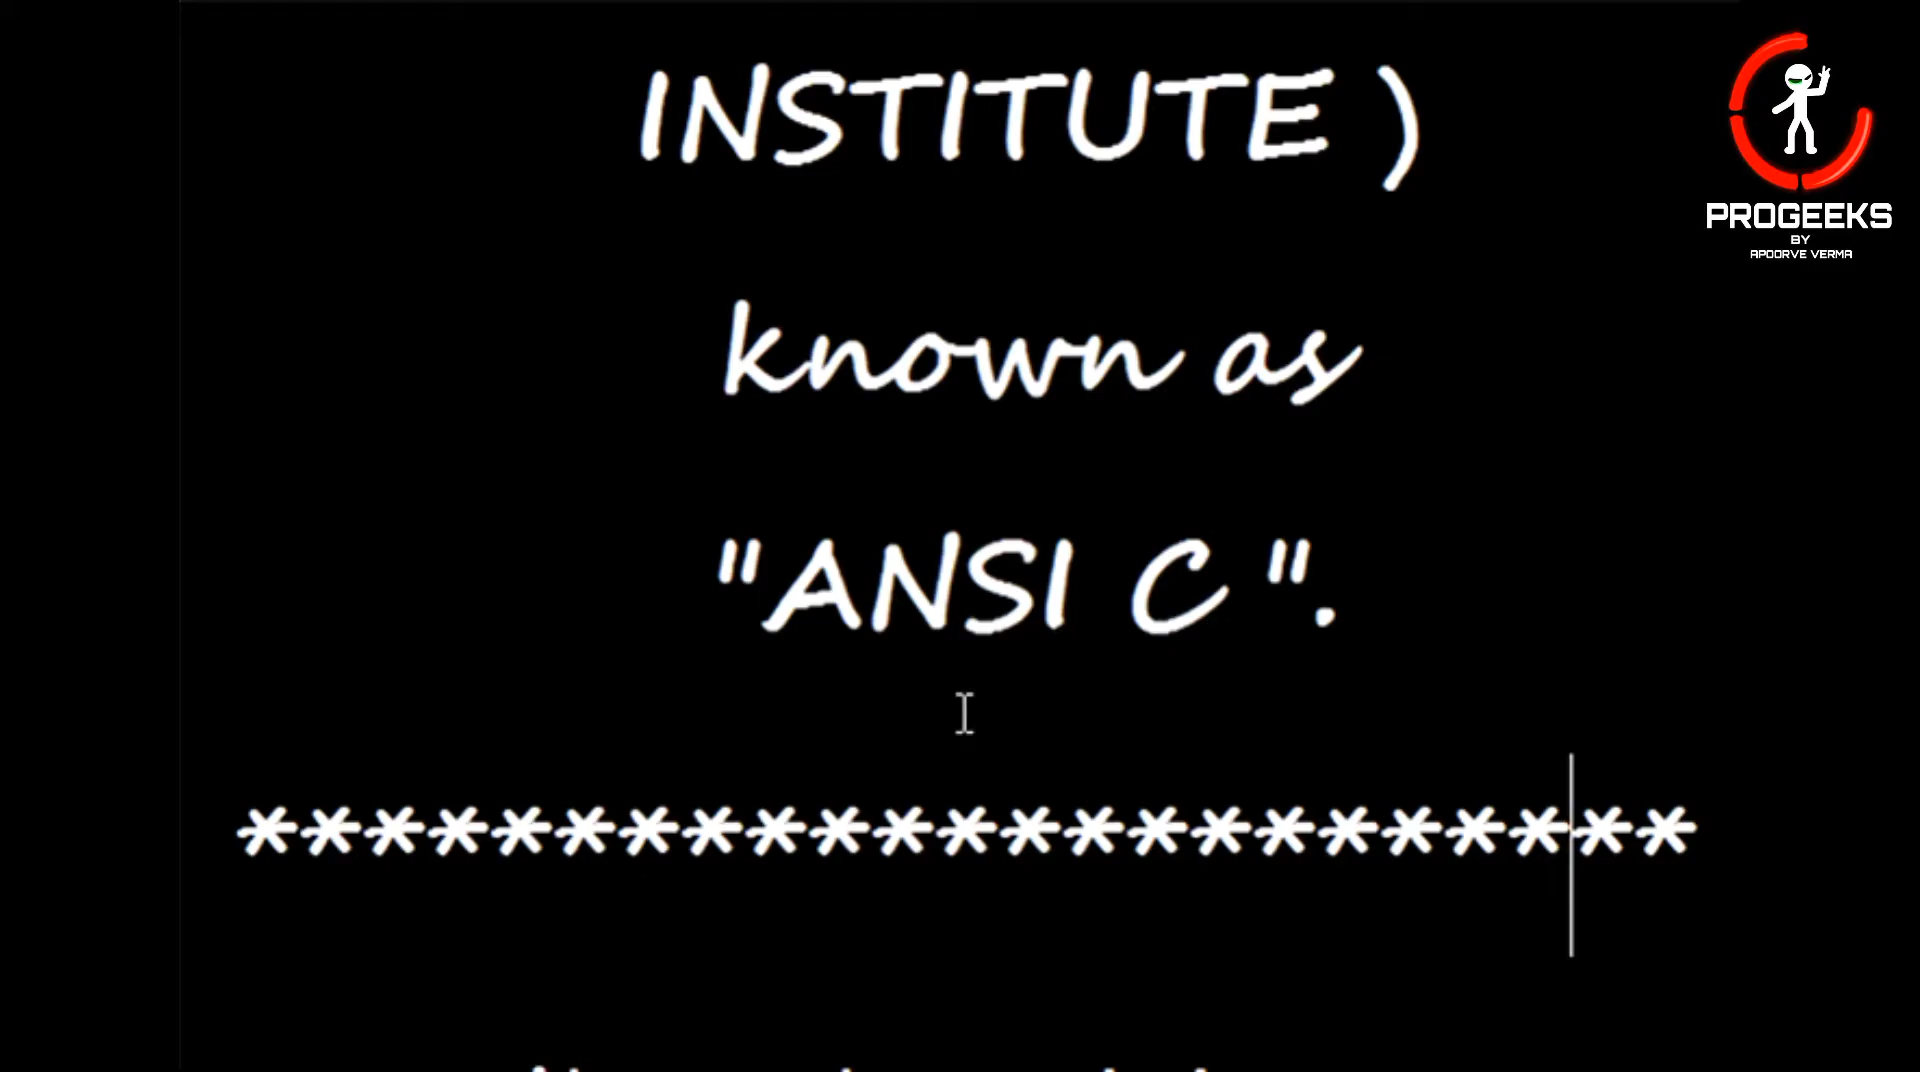 INSTITUTE )
known as
"ANSI C ".
***********************
PROGEEKS
BY
APOORVE VERMA